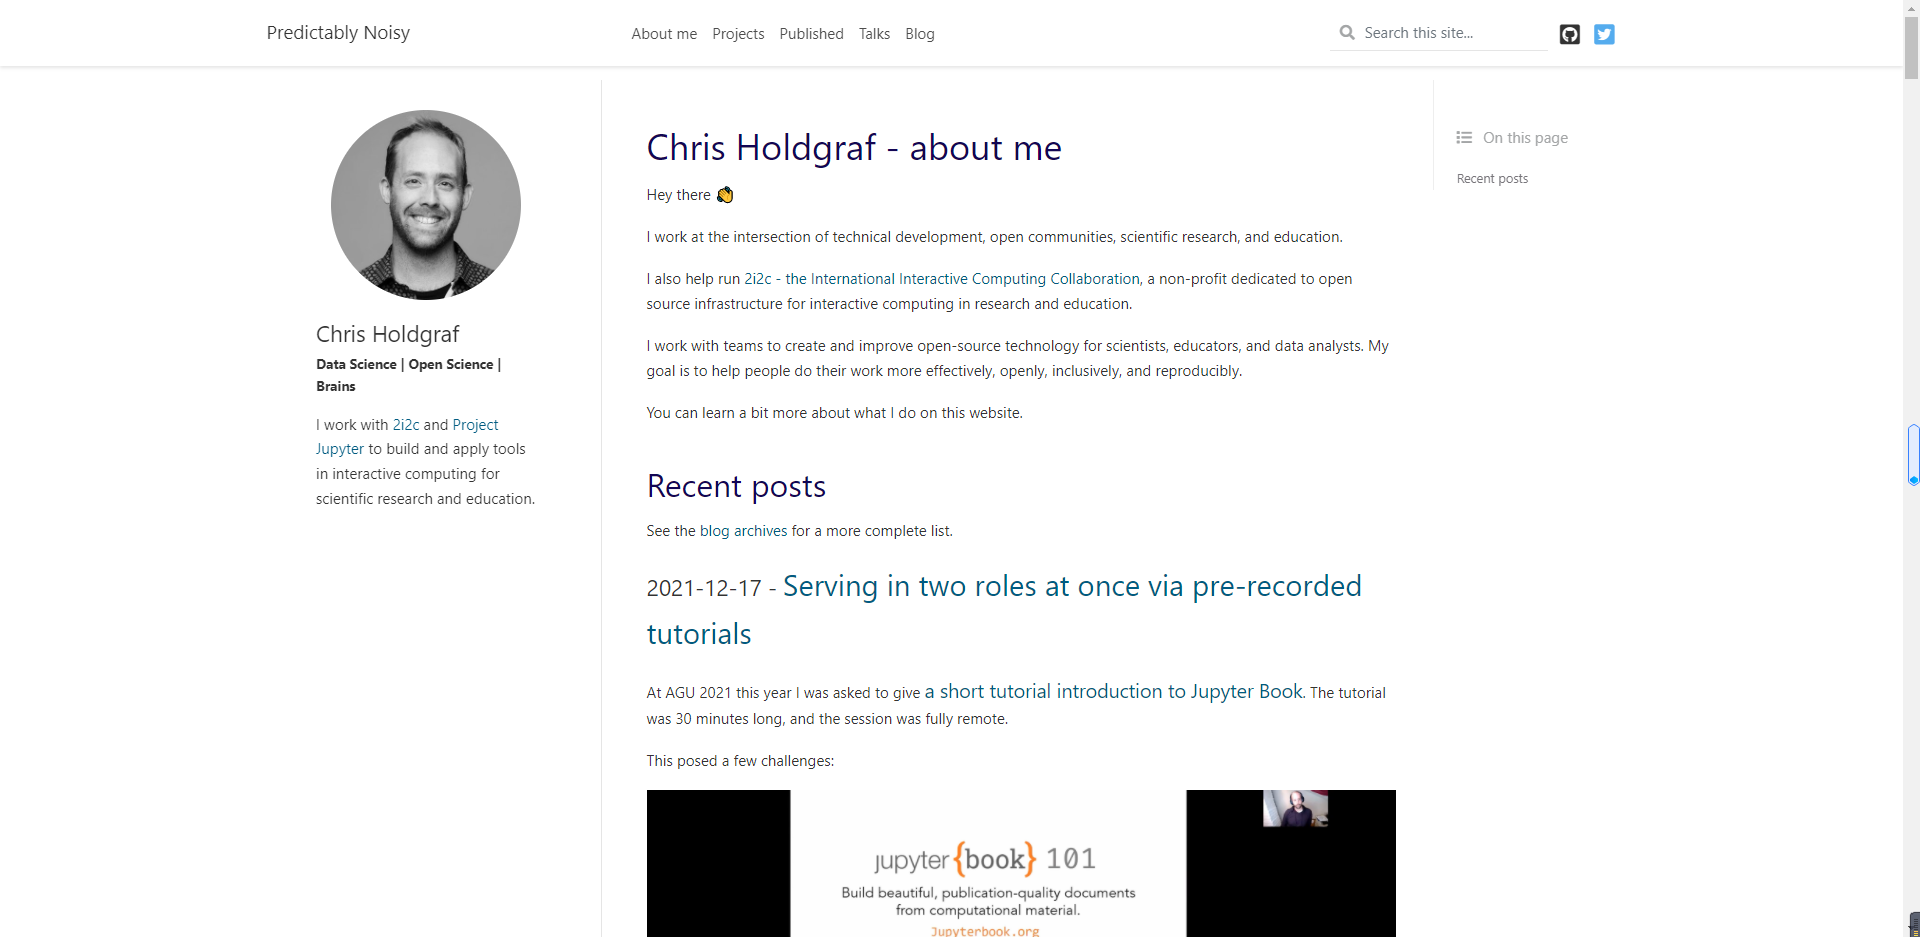 Predictably Noisy
About me Projects Published Talks Blog
Search this site...
Chris Holdgraf
Data Science | Open Science |
Brains
I work with 2i2c and Project
Jupyter to build and apply tools
in interactive computing for
scientific research and education.
Chris Holdgraf - about me
Hey there 👏
I work at the intersection of technical development, open communities, scientific research, and education.
I also help run 2i2c - the International Interactive Computing Collaboration, a non-profit dedicated to open
source infrastructure for interactive computing in research and education.
I work with teams to create and improve open-source technology for scientists, educators, and data analysts. My
goal is to help people do their work more effectively, openly, inclusively, and reproducibly.
You can learn a bit more about what I do on this website.
Recent posts
See the blog archives for a more complete list.
2021-12-17 - Serving in two roles at once via pre-recorded
tutorials
At AGU 2021 this year I was asked to give a short tutorial introduction to Jupyter Book. The tutorial
was 30 minutes long, and the session was fully remote.
This posed a few challenges:
jupyter {book} 101
Build beautiful, publication-quality documents
from computational material.
Jupyterbook.org
On this page
Recent posts